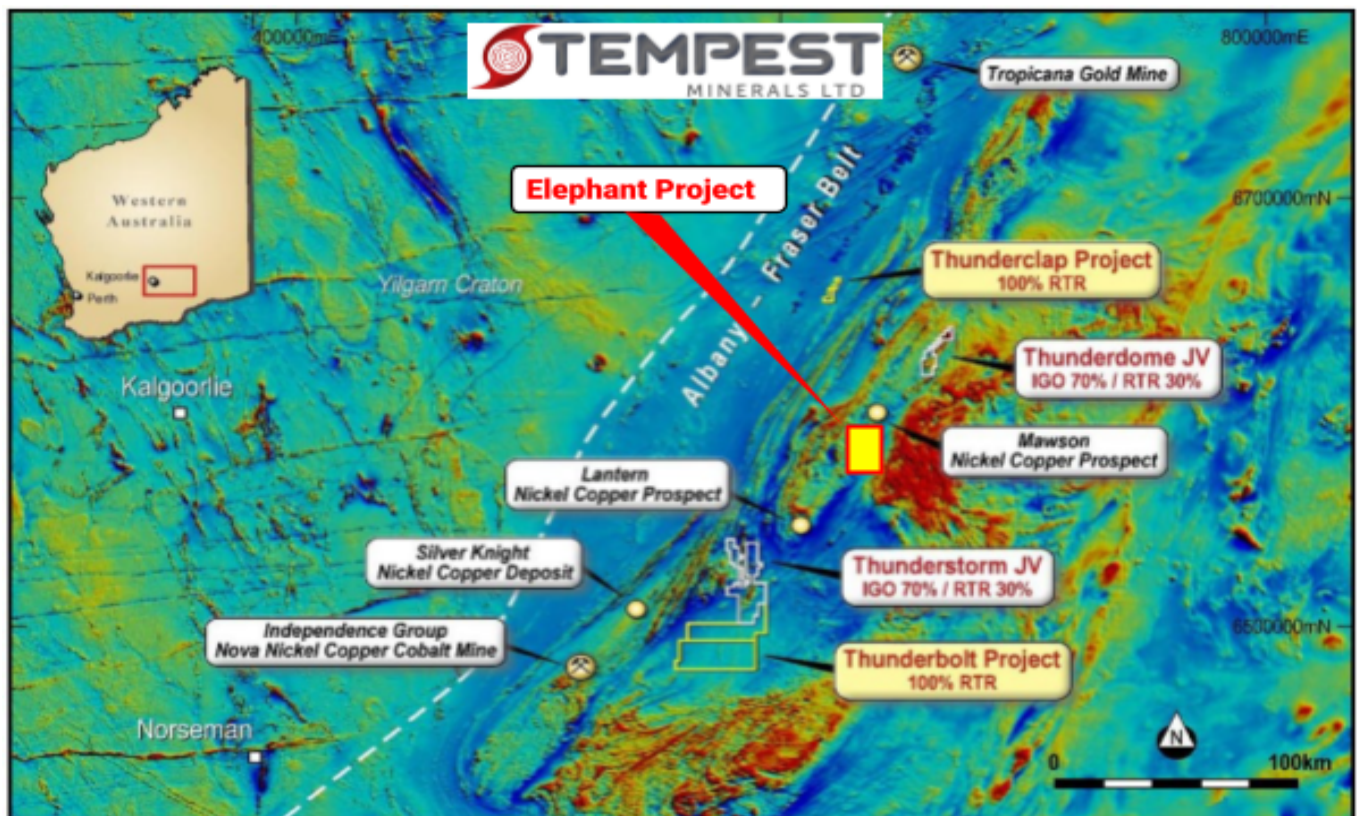 400000mE
TEMPEST
MINERALS LTD
800000mE
Tropicana Gold Mine
Elephant Project
Albany - Fraser Belt
6700000mN
Western
Australia
Kalgoorlie
Perth
Yilgarn Craton
Thunderclap Project
100% RTR
Kalgoorlie
Thunderdome JV
IGO 70% / RTR 30%
Mawson
Nickel Copper Prospect
Lantern
Nickel Copper Prospect
Silver Knight
Nickel Copper Deposit
Thunderstorm JV
IGO 70% / RTR 30%
Independence Group
Nova Nickel Copper Cobalt Mine
6500000mN
Thunderbolt Project
100% RTR
Norseman
N
0
100km